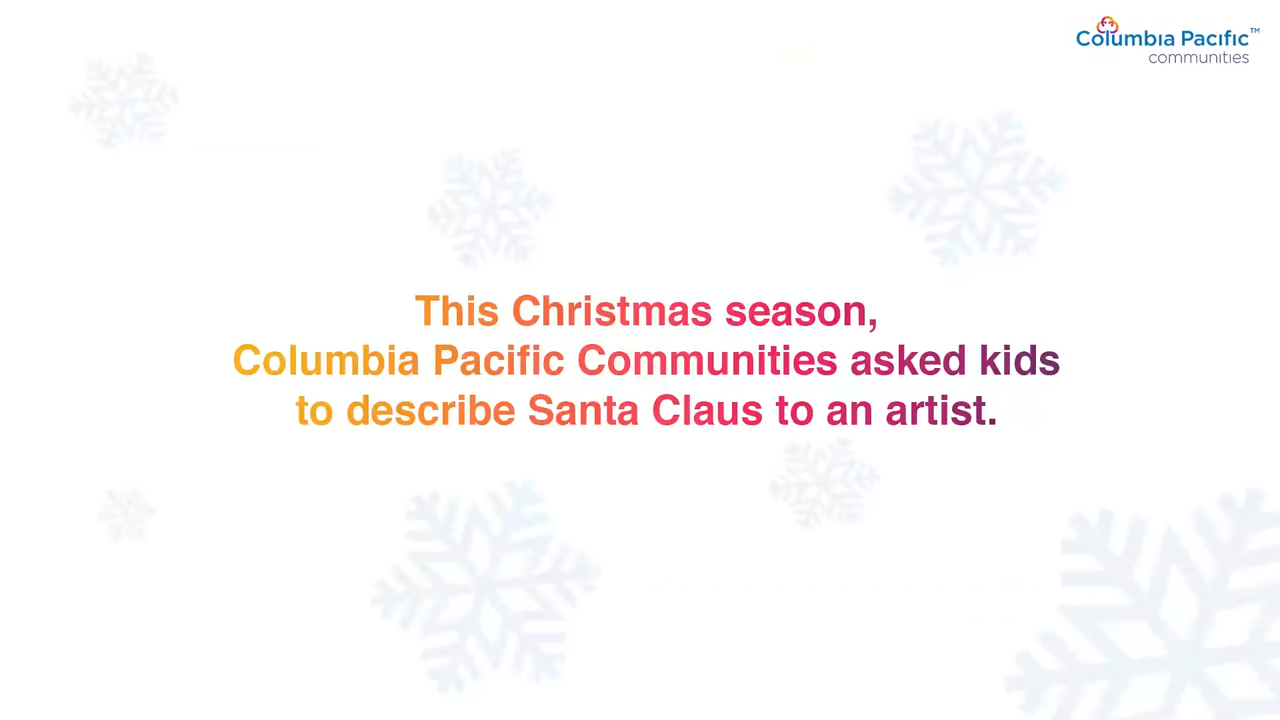 Columbia Pacific™
communities
This Christmas season,
Columbia Pacific Communities asked kids
to describe Santa Claus to an artist.